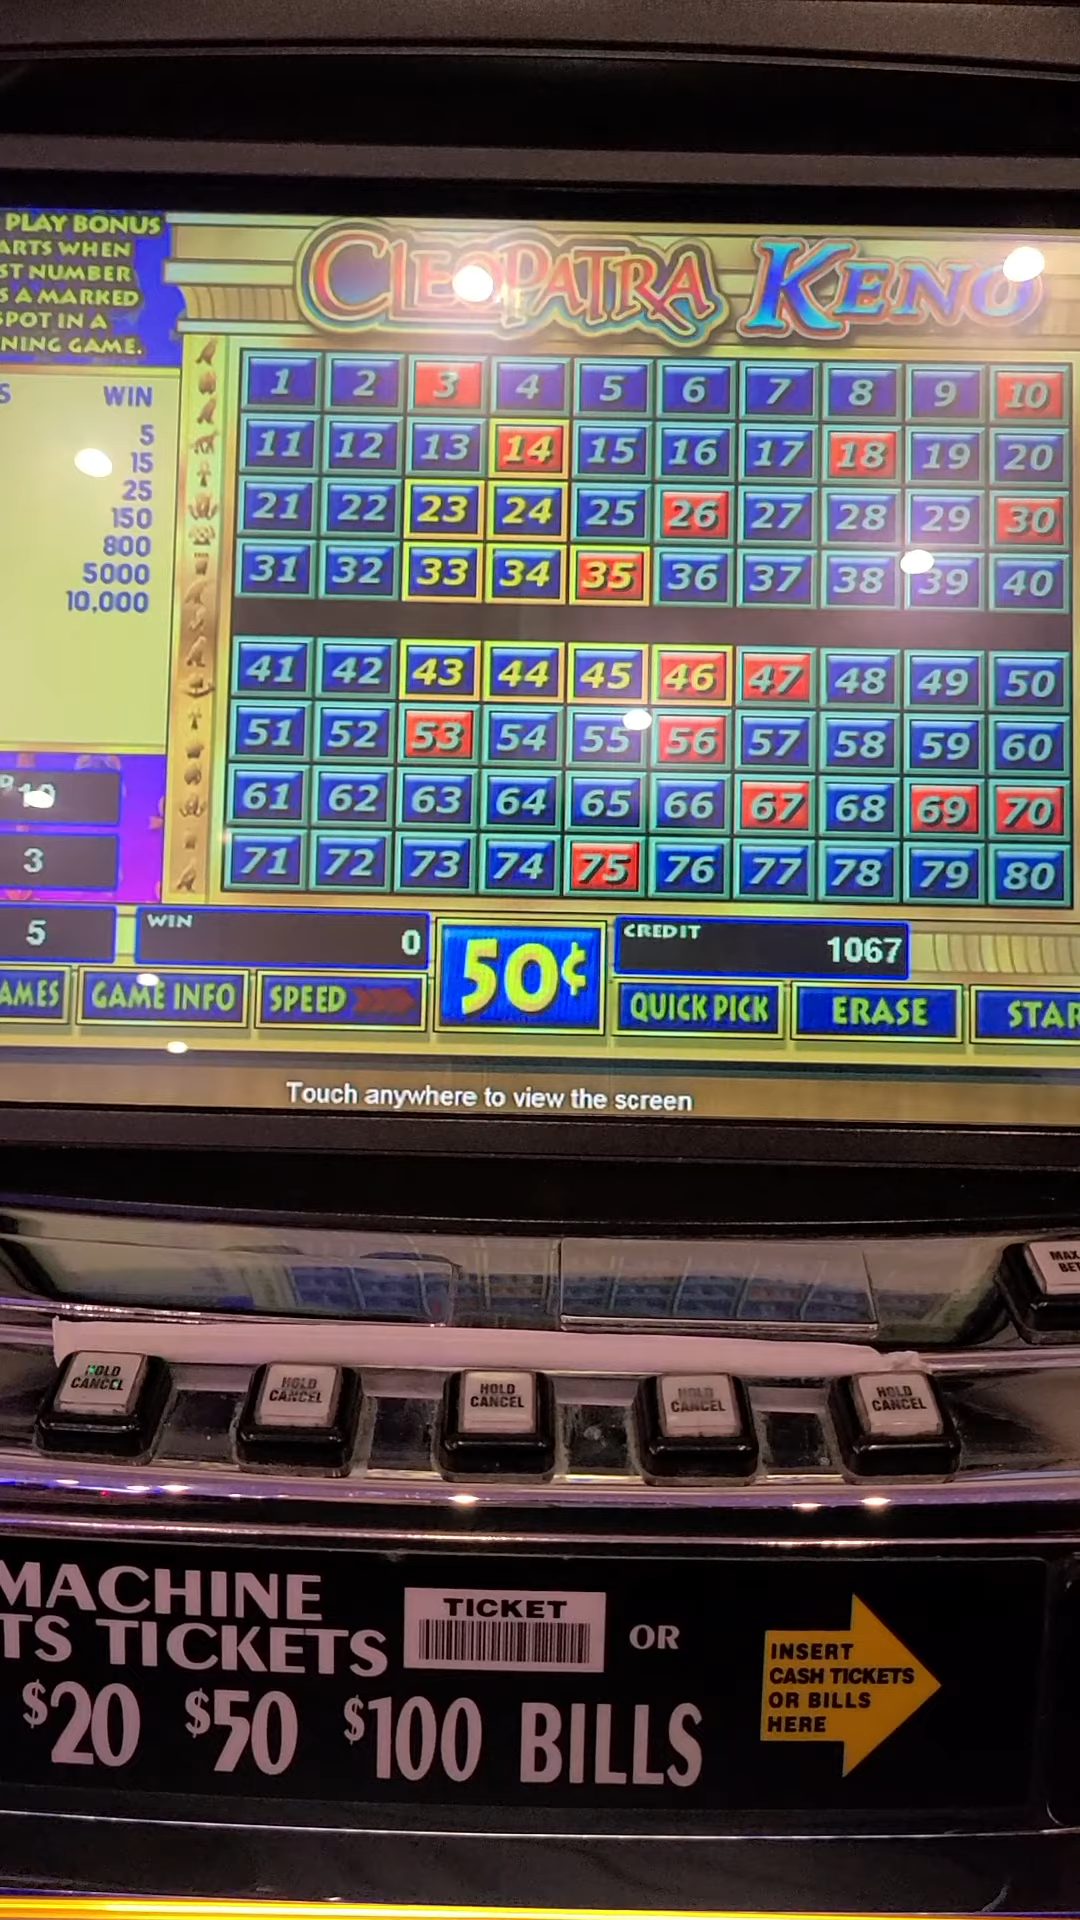 PLAY BONUS
ARTS WHEN
ST NUMBER
S A MARKED
SPOT IN A
NING GAME.
CLEOPATRA KENO
S WIN
5
15
25
150
800
5000
10,000
1 2 3 4 5 6 7 8 9 10
11 12 13 14 15 16 17 18 19 20
21 22 23 24 25 26 27 28 29 30
31 32 33 34 35 36 37 38 39 40
41 42 43 44 45 46 47 48 49 50
51 52 53 54 55 56 57 58 59 60
61 62 63 64 65 66 67 68 69 70
71 72 73 74 75 76 77 78 79 80
3
5
WIN 0
50¢
CREDIT 1067
AMES GAME INFO SPEED QUICK PICK ERASE STAR
Touch anywhere to view the screen
MAX
BET
HOLD CANCEL
HOLD CANCEL
HOLD CANCEL
HOLD CANCEL
HOLD CANCEL
MACHINE
TS TICKETS
TICKET
OR
$20 $50 $100 BILLS
INSERT
CASH TICKETS
OR BILLS
HERE